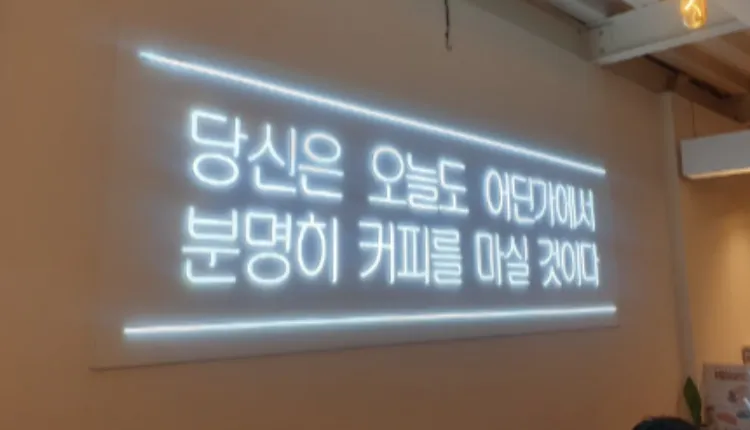 당신은 오늘도 어딘가에서
분명히 커피를 마실 것이다